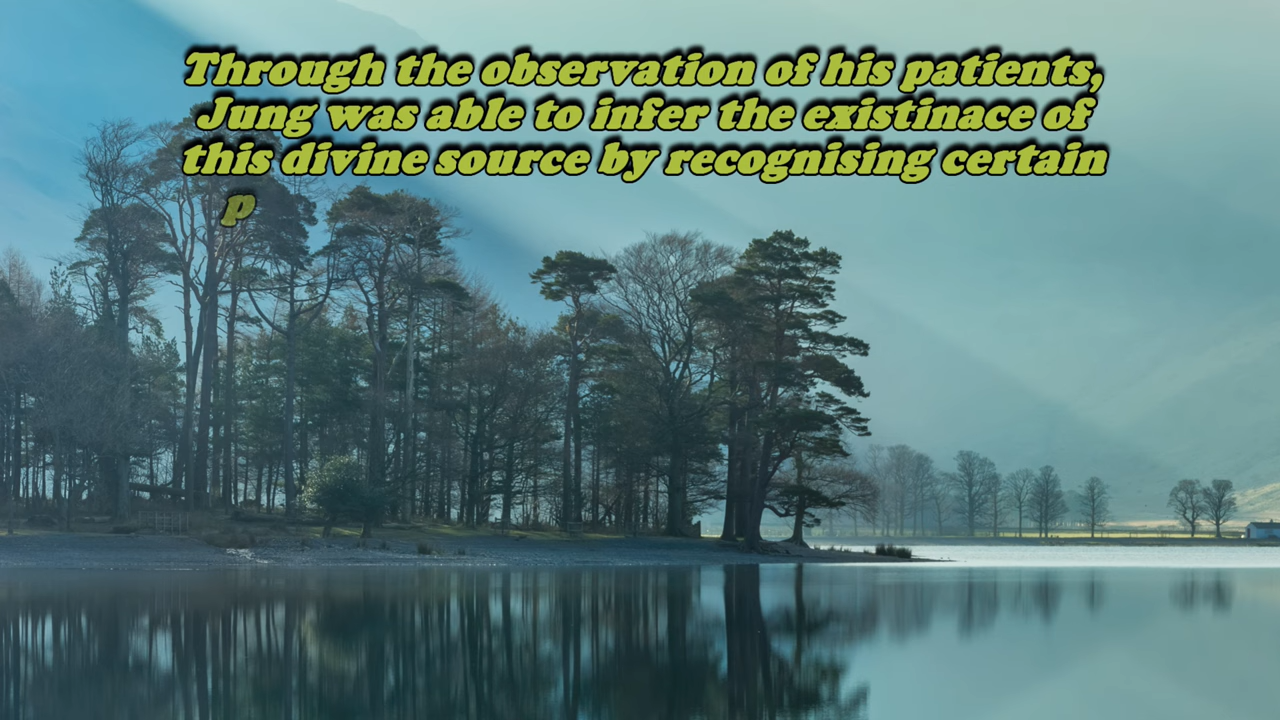 Through the observation of his patients,
Jung was able to infer the existinace of
this divine source by recognising certain
p